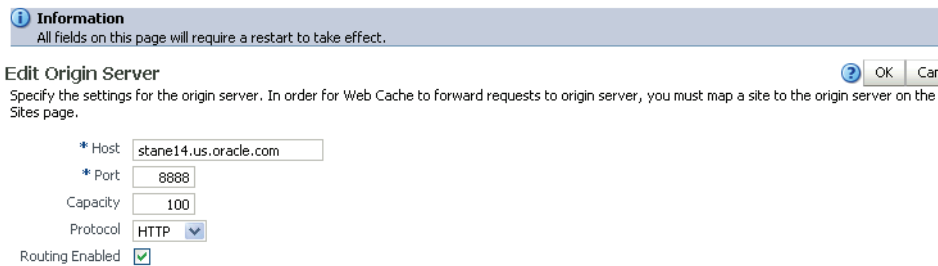 Information
All fields on this page will require a restart to take effect.
Edit Origin Server
OK
Specify the settings for the origin server. In order for Web Cache to forward requests to origin server, you must map a site to the origin server on the
Sites page.
* Host stane14.us.oracle.com
* Port 8888
Capacity 100
Protocol HTTP
Routing Enabled